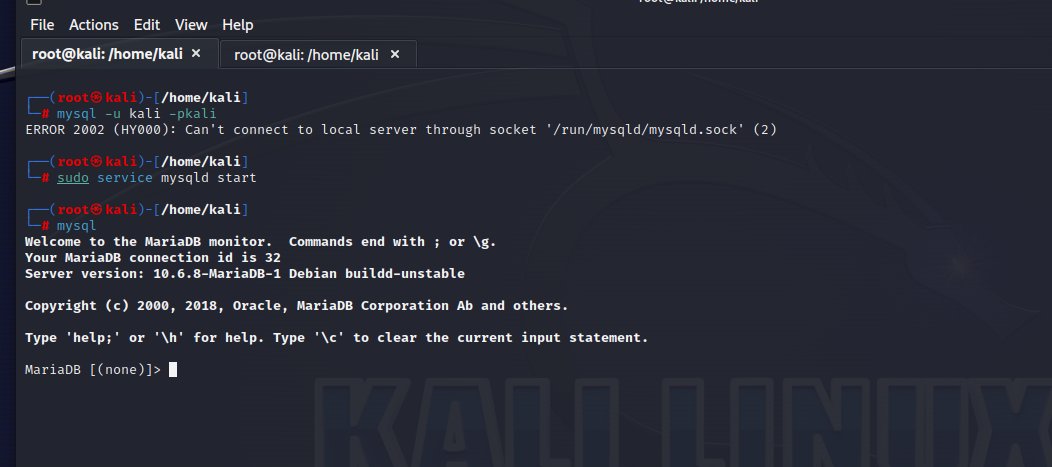 root@kali: /home/kali
File Actions Edit View Help
root@kali: /home/kali × root@kali: /home/kali ×
┌──(root㉿kali)-[/home/kali]
└─# mysql -u kali -pkali
ERROR 2002 (HY000): Can't connect to local server through socket '/run/mysqld/mysqld.sock' (2)
┌──(root㉿kali)-[/home/kali]
└─# sudo service mysqld start
┌──(root㉿kali)-[/home/kali]
└─# mysql
Welcome to the MariaDB monitor.  Commands end with ; or \g.
Your MariaDB connection id is 32
Server version: 10.6.8-MariaDB-1 Debian buildd-unstable
Copyright (c) 2000, 2018, Oracle, MariaDB Corporation Ab and others.
Type 'help;' or '\h' for help. Type '\c' to clear the current input statement.
MariaDB [(none)]>
KALI LINUX